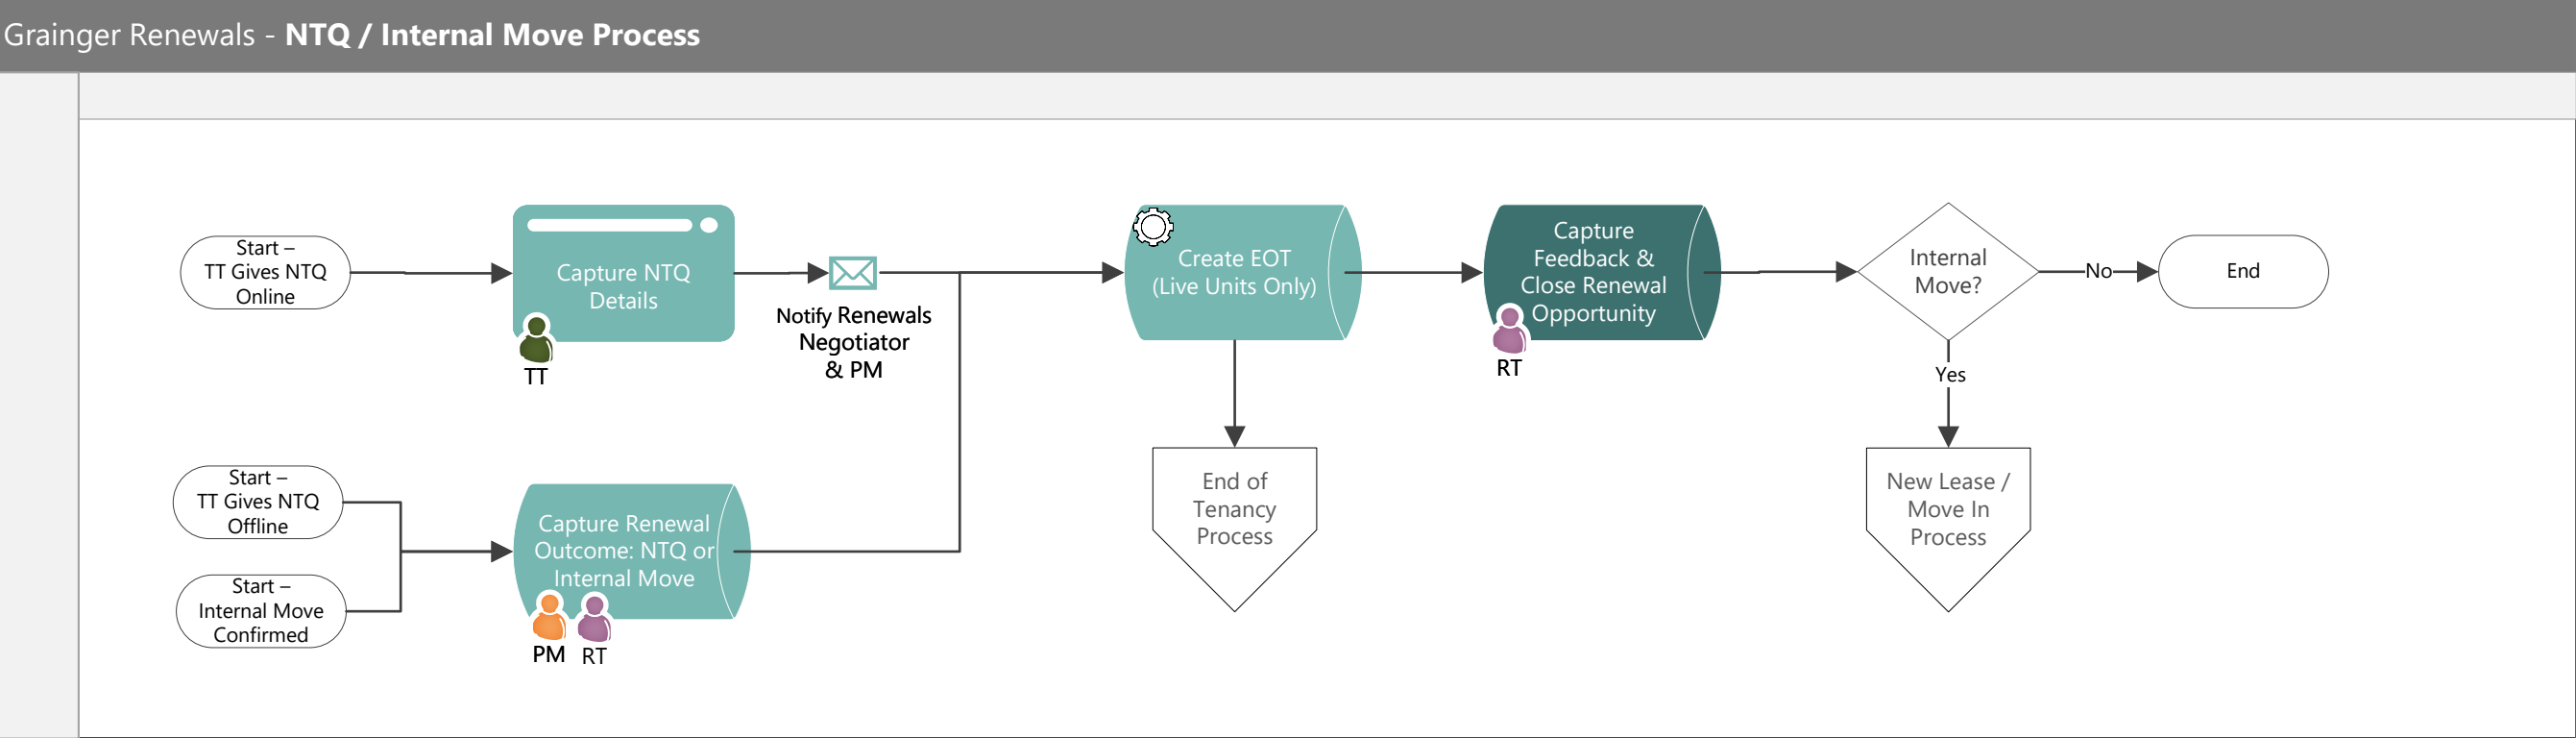 Grainger Renewals - NTQ / Internal Move Process
Start –
TT Gives NTQ
Online
Capture NTQ
Details
TT
Notify Renewals
Negotiator
& PM
Create EOT
(Live Units Only)
Capture
Feedback &
Close Renewal
Opportunity
RT
Internal
Move?
No
End
Yes
Start –
TT Gives NTQ
Offline
Start –
Internal Move
Confirmed
Capture Renewal
Outcome: NTQ or
Internal Move
PM
RT
End of
Tenancy
Process
New Lease /
Move In
Process